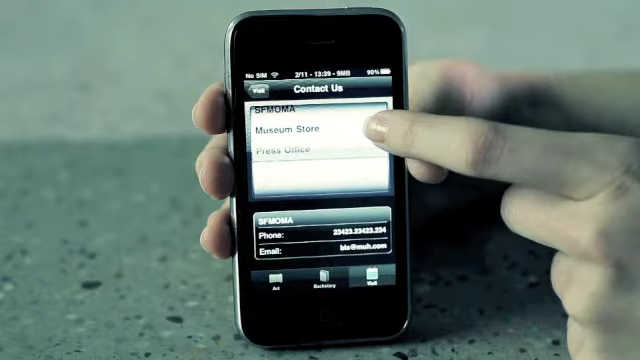 No SIM 2/11 - 13:39 - 9MB 90%
Visit Contact Us
SFMOMA
Museum Store
Press Office
SFMOMA
Phone: 23423.23423.234
Email: bla@muh.com
Art Backstory Visit